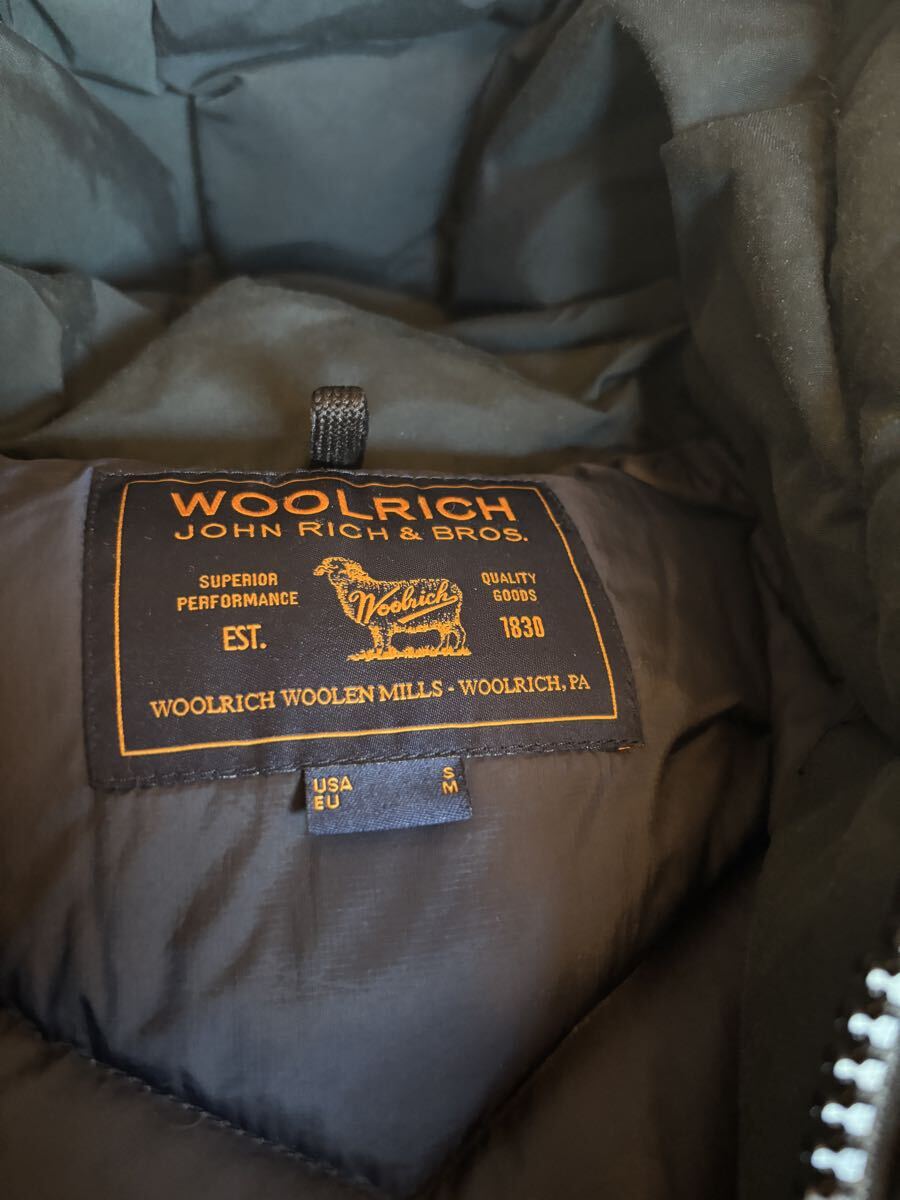 WOOLRICH
JOHN RICH & BROS.
SUPERIOR
PERFORMANCE
EST.
Woolrich
QUALITY
GOODS
1830
WOOLRICH WOOLEN MILLS - WOOLRICH, PA
USA S
EU M